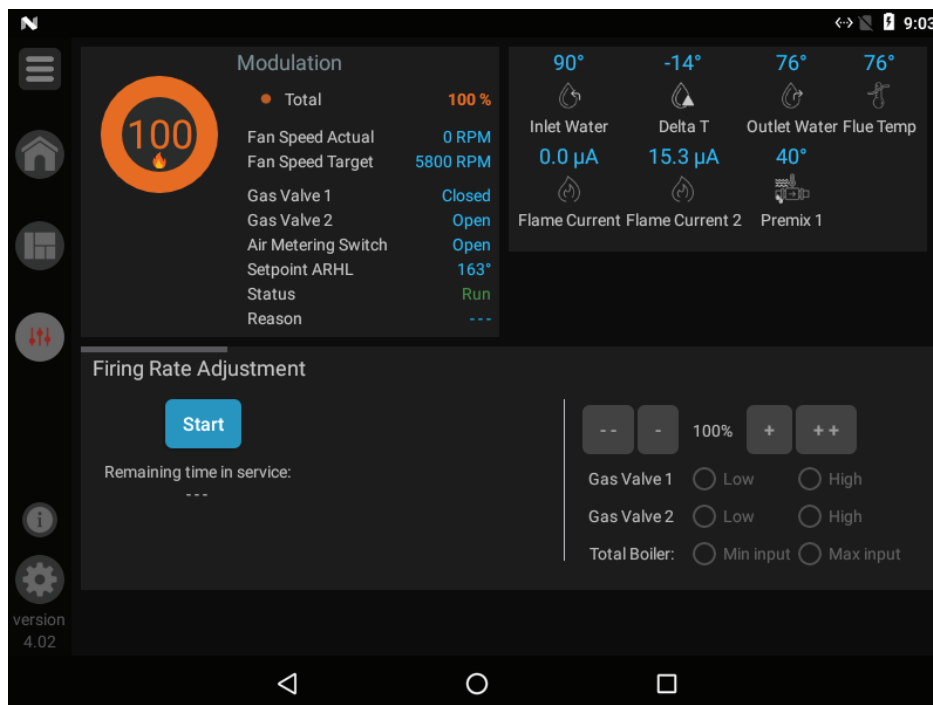 9:03
Modulation
100
Total 100 %
Fan Speed Actual 0 RPM
Fan Speed Target 5800 RPM
Gas Valve 1 Closed
Gas Valve 2 Open
Air Metering Switch Open
Setpoint ARHL 163°
Status Run
Reason ---
90° -14° 76° 76°
Inlet Water Delta T Outlet Water Flue Temp
0.0 µA 15.3 µA 40°
Flame Current Flame Current 2 Premix 1
Firing Rate Adjustment
Start
Remaining time in service:
---
-- - 100% + ++
Gas Valve 1 Low High
Gas Valve 2 Low High
Total Boiler: Min input Max input
version
4.02